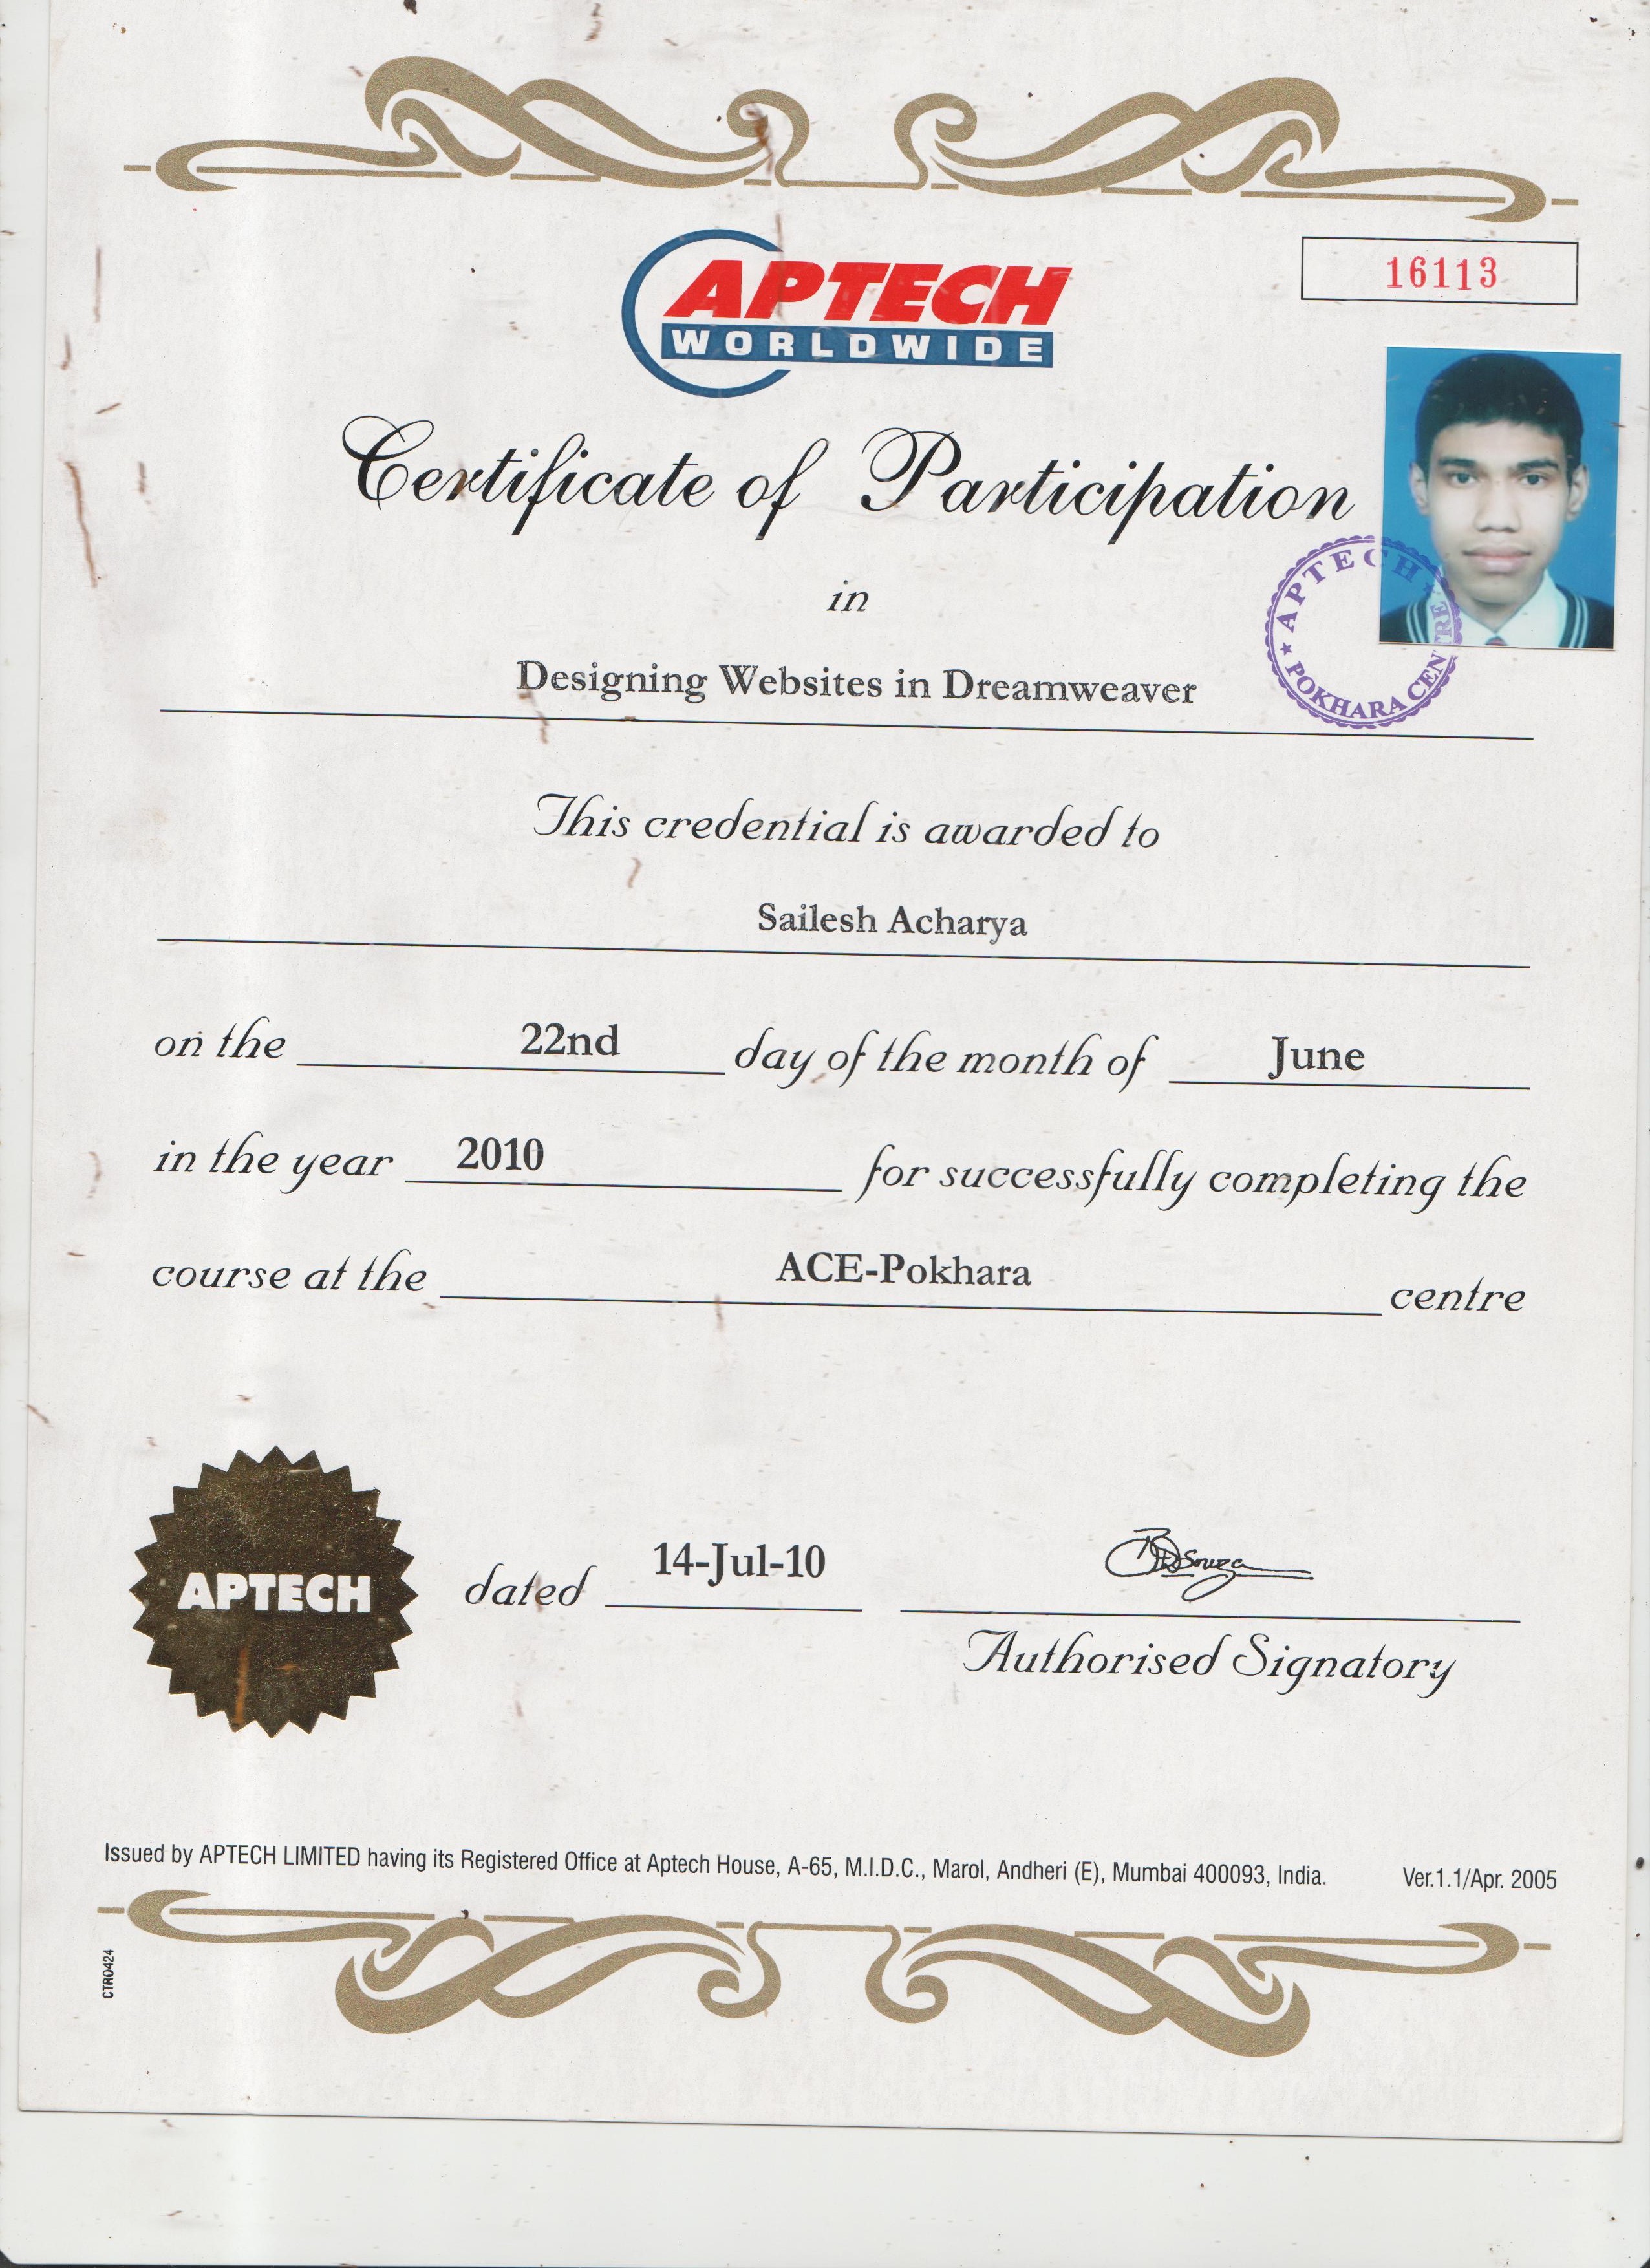 APTECH
WORLDWIDE
16113
Certificate of Participation
in
APTECH
★ POKHARA CENTRE ★
Designing Websites in Dreamweaver
This credential is awarded to
Sailesh Acharya
on the 22nd day of the month of June
in the year 2010 for successfully completing the
course at the ACE-Pokhara centre
APTECH
dated 14-Jul-10
Authorised Signatory
Issued by APTECH LIMITED having its Registered Office at Aptech House, A-65, M.I.D.C., Marol, Andheri (E), Mumbai 400093, India. Ver.1.1/Apr. 2005
CTR0424